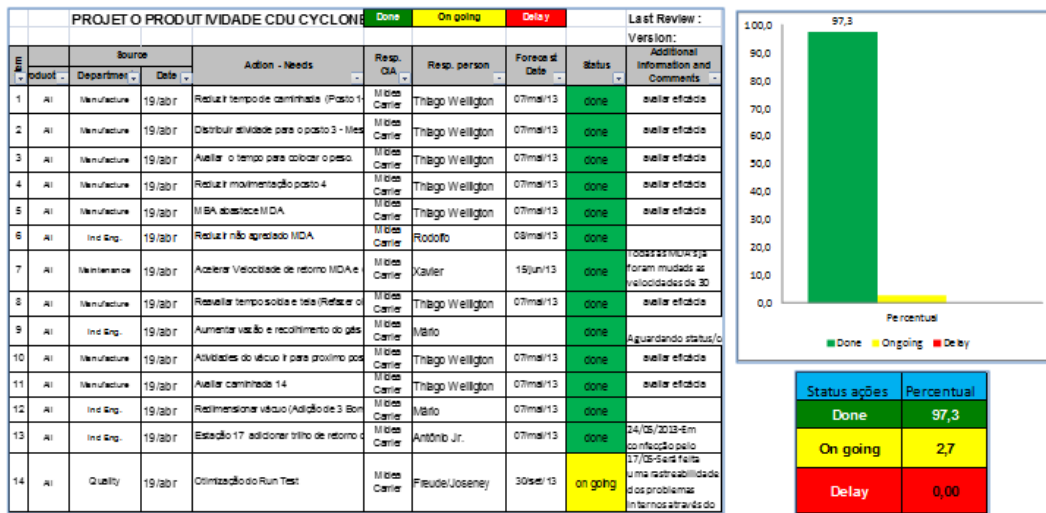 PROJETO PRODUTIVIDADE CDU CYCLONE
Done
On going
Delay
Last Review :
Version:
Item
Source
Action - Needs
Resp. CIA
Resp. person
Forecast Date
Status
Additional Information and Comments
oduct
Departmen
Date
1 All Manufacture 19/abr Reduzir tempo de caminhada (Posto 1- Midea Carrier Thiago Welligton 07/mai/13 done avaliar eficácia
2 All Manufacture 19/abr Distribuir atividade para o posto 3 - Mes Midea Carrier Thiago Welligton 07/mai/13 done avaliar eficácia
3 All Manufacture 19/abr Avaliar o tempo para colocar o peso. Midea Carrier Thiago Welligton 07/mai/13 done avaliar eficácia
4 All Manufacture 19/abr Reduzir movimentação posto 4 Midea Carrier Thiago Welligton 07/mai/13 done avaliar eficácia
5 All Manufacture 19/abr MBA abastece MDA Midea Carrier Thiago Welligton 07/mai/13 done avaliar eficácia
6 All Ind Eng. 19/abr Reduzir não agredado MDA Midea Carrier Rodolfo 08/mai/13 done
7 All Maintenance 19/abr Acelerar Velocidade de retorno MDA e Midea Carrier Xavier 15/jun/13 done Todas as MDA's já
foram mudads as
velocidades de 30
8 All Manufacture 19/abr Reavaliar tempo solda e tela (Refazer Midea Carrier Thiago Welligton 07/mai/13 done avaliar eficácia
9 All Ind Eng. 19/abr Aumentar vazão e recolhimento do gás Midea Carrier Mário done Aguardando status/o
10 All Manufacture 19/abr Atividades do vácuo ir para proximo pos Midea Carrier Thiago Welligton 07/mai/13 done avaliar eficácia
11 All Manufacture 19/abr Avaliar caminhada 14 Midea Carrier Thiago Welligton 07/mai/13 done avaliar eficácia
12 All Ind Eng. 19/abr Redimensionar vácuo (Adição de 3 Bom Midea Carrier Mário 07/mai/13 done
13 All Ind Eng. 19/abr Estação 17 adicionar trilho de retorno Midea Carrier Antônio Jr. 07/mai/13 done 24/05/2013-Em
confecção pelo
14 All Quality 19/abr Otimização do Run Test Midea Carrier Freude/Joseney 30/set/13 on going 17/05-Será feita
uma rastreabilidade
dos problemas
internos através do
100,0
90,0
80,0
70,0
60,0
50,0
40,0
30,0
20,0
10,0
0,0
97,3
Percentual
Done
Ongoing
Delay
Status ações Percentual
Done 97,3
On going 2,7
Delay 0,00